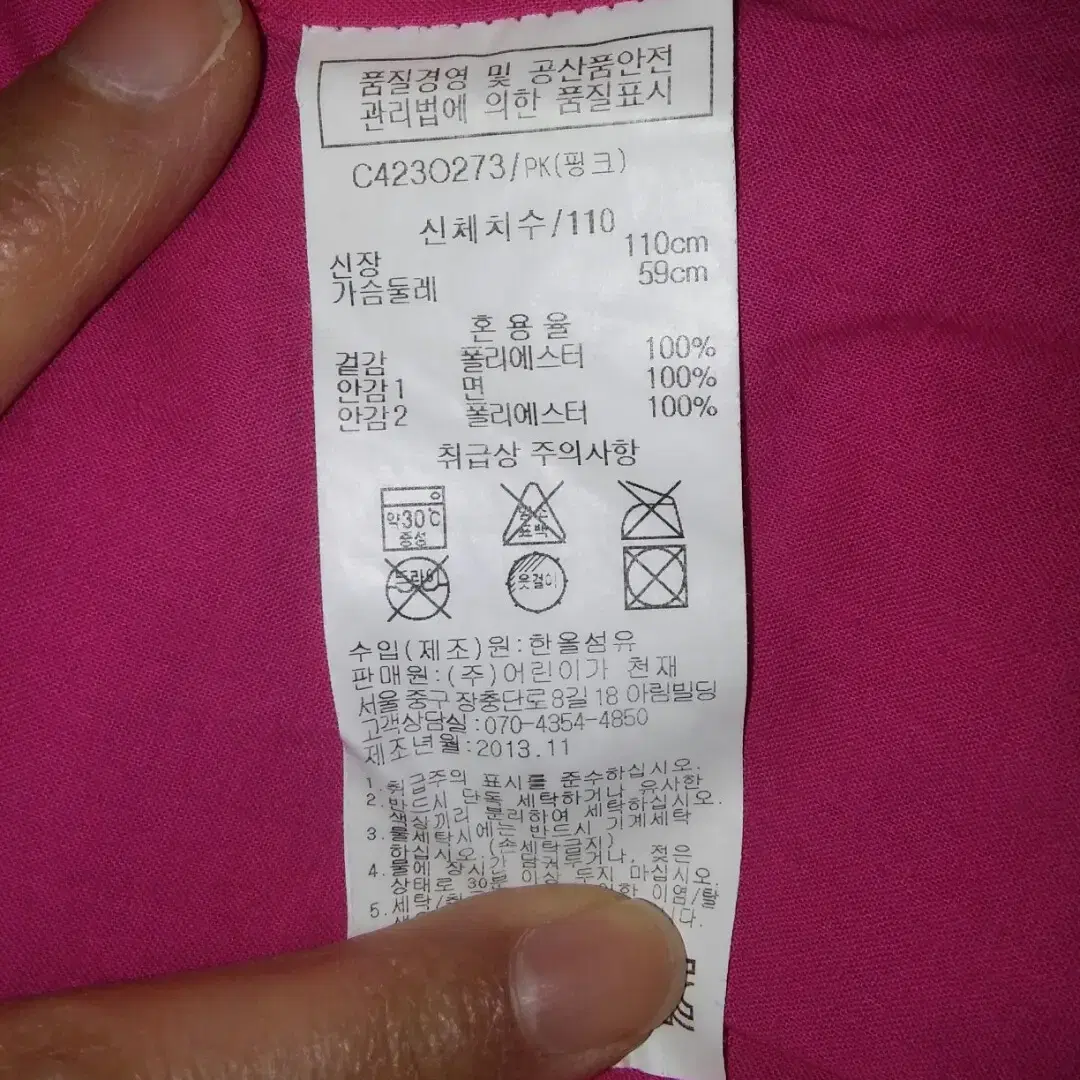 품질경영 및 공산품안전
관리법에 의한 품질표시
C423O273/PK(핑크)
신체치수/110
신장 110cm
가슴둘레 59cm
혼용율
겉감 폴리에스터 100%
안감1 면 100%
안감2 폴리에스터 100%
취급상 주의사항
약30℃
중성
표백
드라이
옷걸이
수입(제조)원:한올섬유
판매원:(주)어린이가 천재
서울 중구 장충단로8길 18 아림빌딩
고객상담실:070-4354-4850
제조년월:2013.11
1.취급주의 표시를 준수하십시오.
2.반드시 단독 세탁하거나 유사한
색상끼리 분리하여 세탁하십시오.
3.물세탁시에는 반드시 기계세탁
하십시오.(손세탁금지)
4.물에 장시간 담궈두거나, 젖은
상태로 30분 이상 두지 마십시오.
5.세탁/ 이염/탈